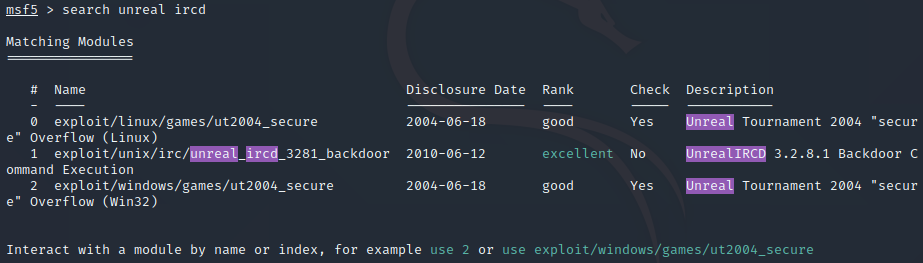 msf5 > search unreal ircd
Matching Modules
================
#  Name                                        Disclosure Date  Rank       Check  Description
-  ----                                        ---------------  ----       -----  -----------
0  exploit/linux/games/ut2004_secure           2004-06-18       good       Yes    Unreal Tournament 2004 "secur
e" Overflow (Linux)
1  exploit/unix/irc/unreal_ircd_3281_backdoor  2010-06-12       excellent  No     UnrealIRCD 3.2.8.1 Backdoor C
ommand Execution
2  exploit/windows/games/ut2004_secure         2004-06-18       good       Yes    Unreal Tournament 2004 "secur
e" Overflow (Win32)
Interact with a module by name or index, for example use 2 or use exploit/windows/games/ut2004_secure